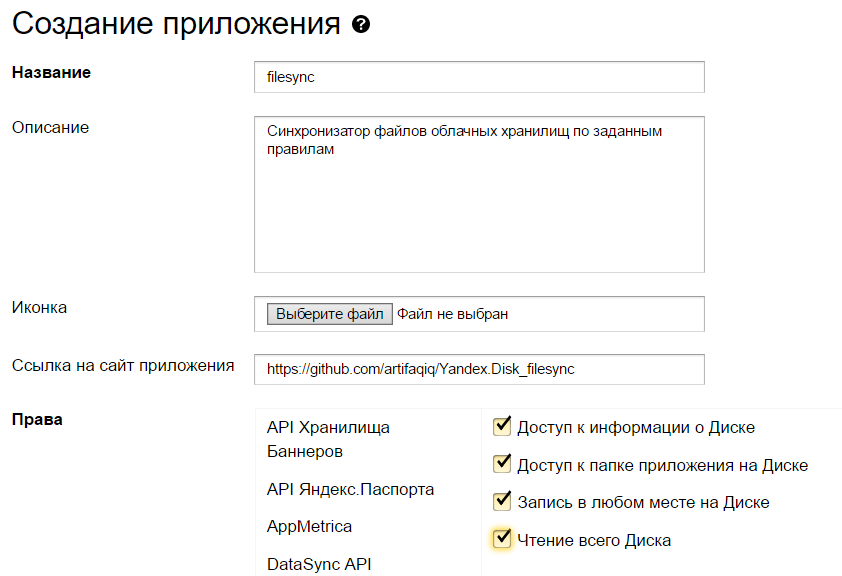 Создание приложения ?
Название
filesync
Описание
Синхронизатор файлов облачных хранилищ по заданным
правилам
Иконка
Выберите файл Файл не выбран
Ссылка на сайт приложения
https://github.com/artifaqiq/Yandex.Disk_filesync
Права
API Хранилища
Баннеров
API Яндекс.Паспорта
AppMetrica
DataSync API
Доступ к информации о Диске
Доступ к папке приложения на Диске
Запись в любом месте на Диске
Чтение всего Диска